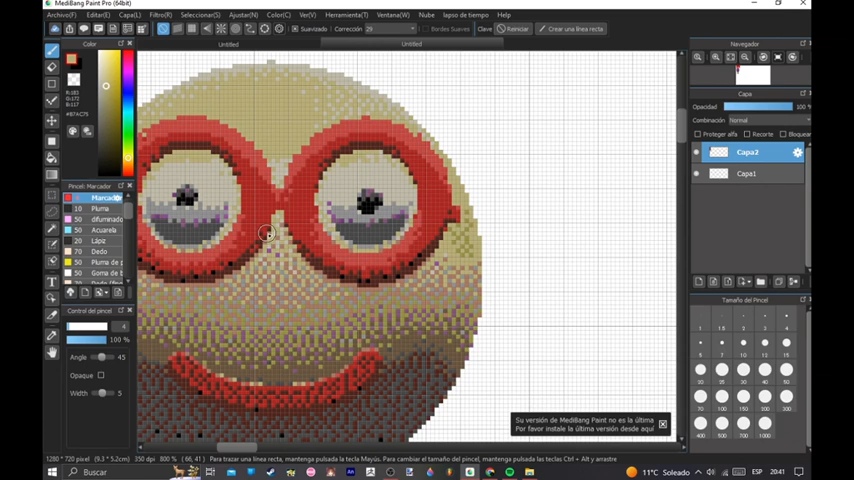 MediBang Paint Pro (64bit)
Archivo(F) Editar(E) Capa(L) Filtro(R) Seleccionar(S) Ajustar(N) Color(C) Ver(V) Herramienta(T) Ventana(W) Nube lapso de tiempo Help
Suavizado Corrección 29 Bordes Suaves Clave Reiniciar Crear una línea recta
Color
Untitled
Untitled
R:183
G:172
B:117
#B7AC75
Pincel: Marcador
Marcador
10 Pluma
50 difuminado
50 Acuarela
20 Lápiz
70 Dedo
50 Pluma de p
50 Goma de b
Control del pincel
4
100 %
Angle 45
Opaque
Width 5
Navegador
Capa
Opacidad 100 %
Combinación Normal
Proteger alfa Recorte Bloquear
Capa2
Capa1
Tamaño del Pincel
1 1.5 2 3 4
5 7 10 12 15
20 25 30 40 50
70 100 150 200 300
400 500 700 1000
Su versión de MediBang Paint no es la última
Por favor instale la última versión desde aquí
1280 * 720 píxel (9.3 * 5.2cm) 350 dpi 800 % ( 66, 41 ) Para trazar una línea recta, mantenga pulsada la tecla Mayús. Para cambiar el tamaño del pincel; mantenga pulsada las teclas Ctrl + Alt y arrastre
Buscar
11°C Soleado ESP 20:41